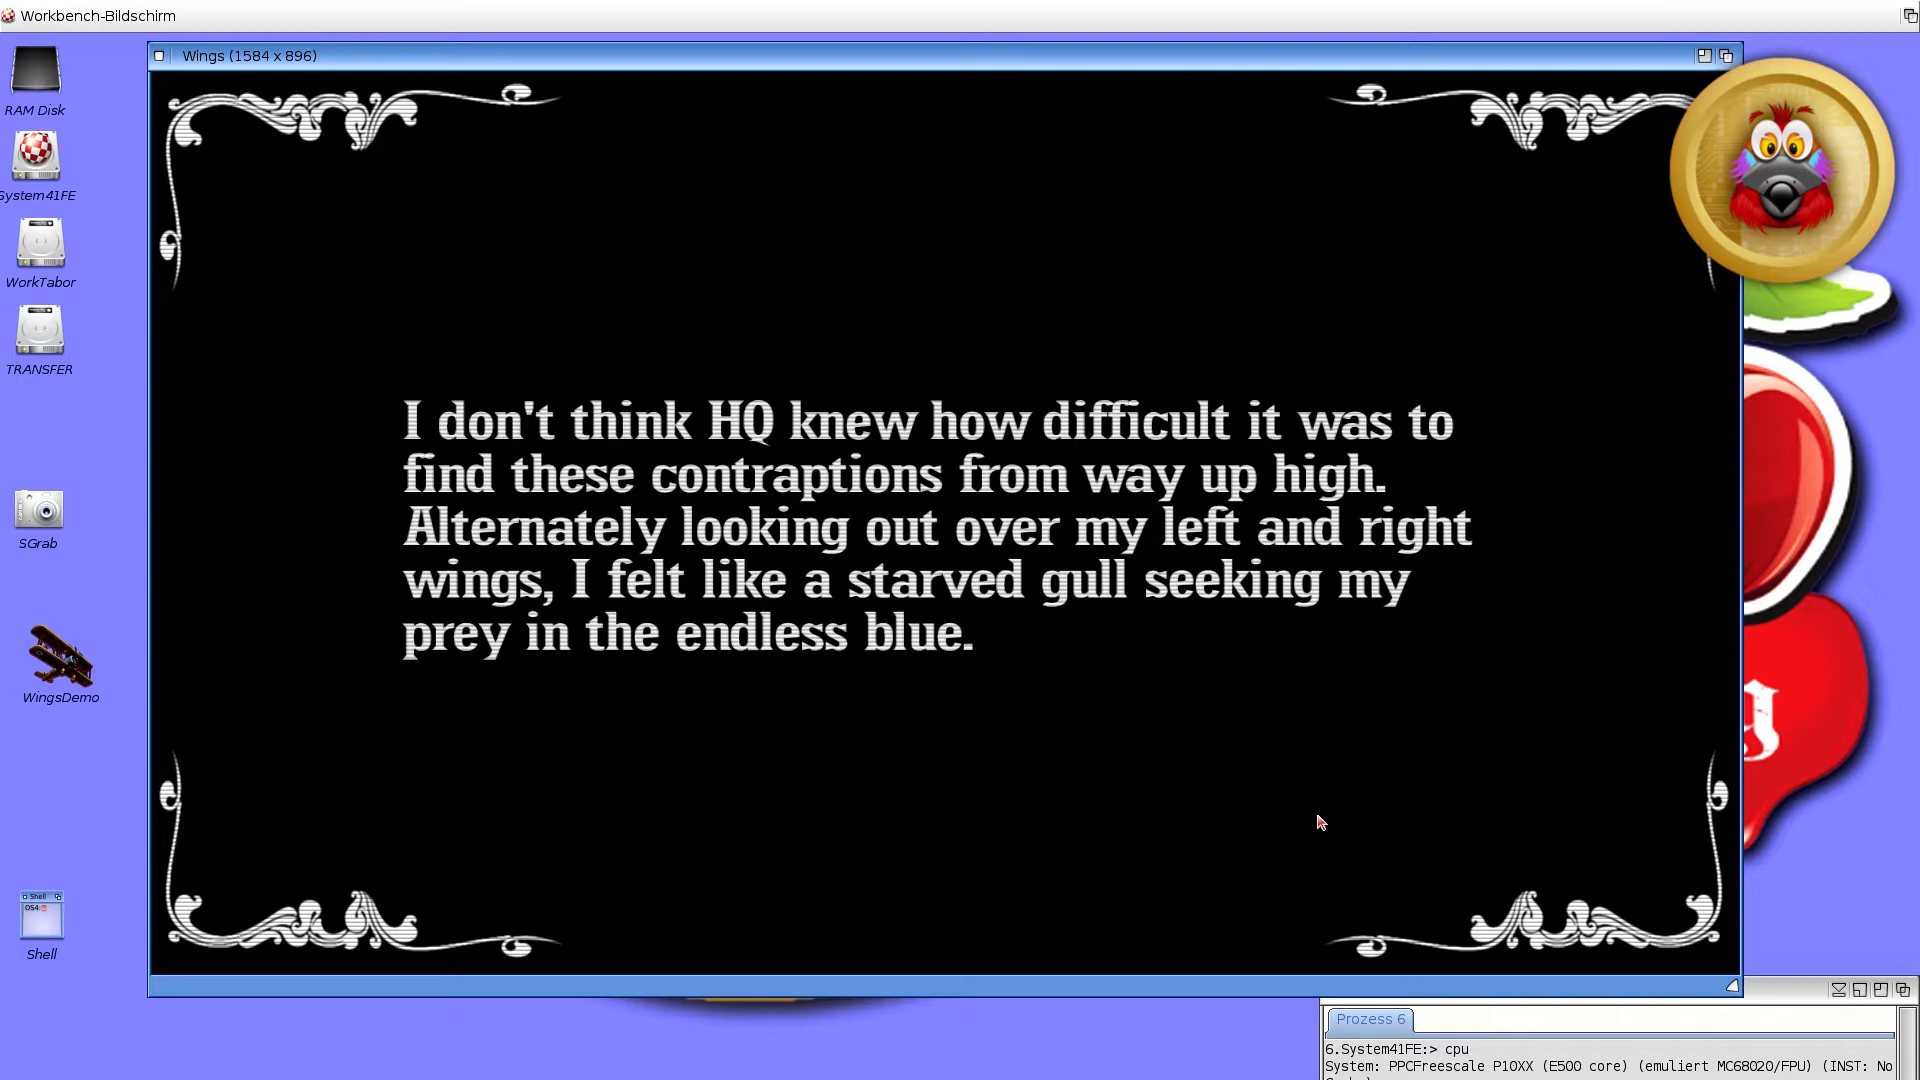 Workbench-Bildschirm
Wings (1584 x 896)
RAM Disk
System41FE
WorkTabor
TRANSFER
SGrab
WingsDemo
Shell
OS4:
Shell
I don't think HQ knew how difficult it was to
find these contraptions from way up high.
Alternately looking out over my left and right
wings, I felt like a starved gull seeking my
prey in the endless blue.
Prozess 6
6.System41FE:> cpu
System: PPCFreescale P10XX (E500 core) (emuliert MC68020/FPU) (INST: No